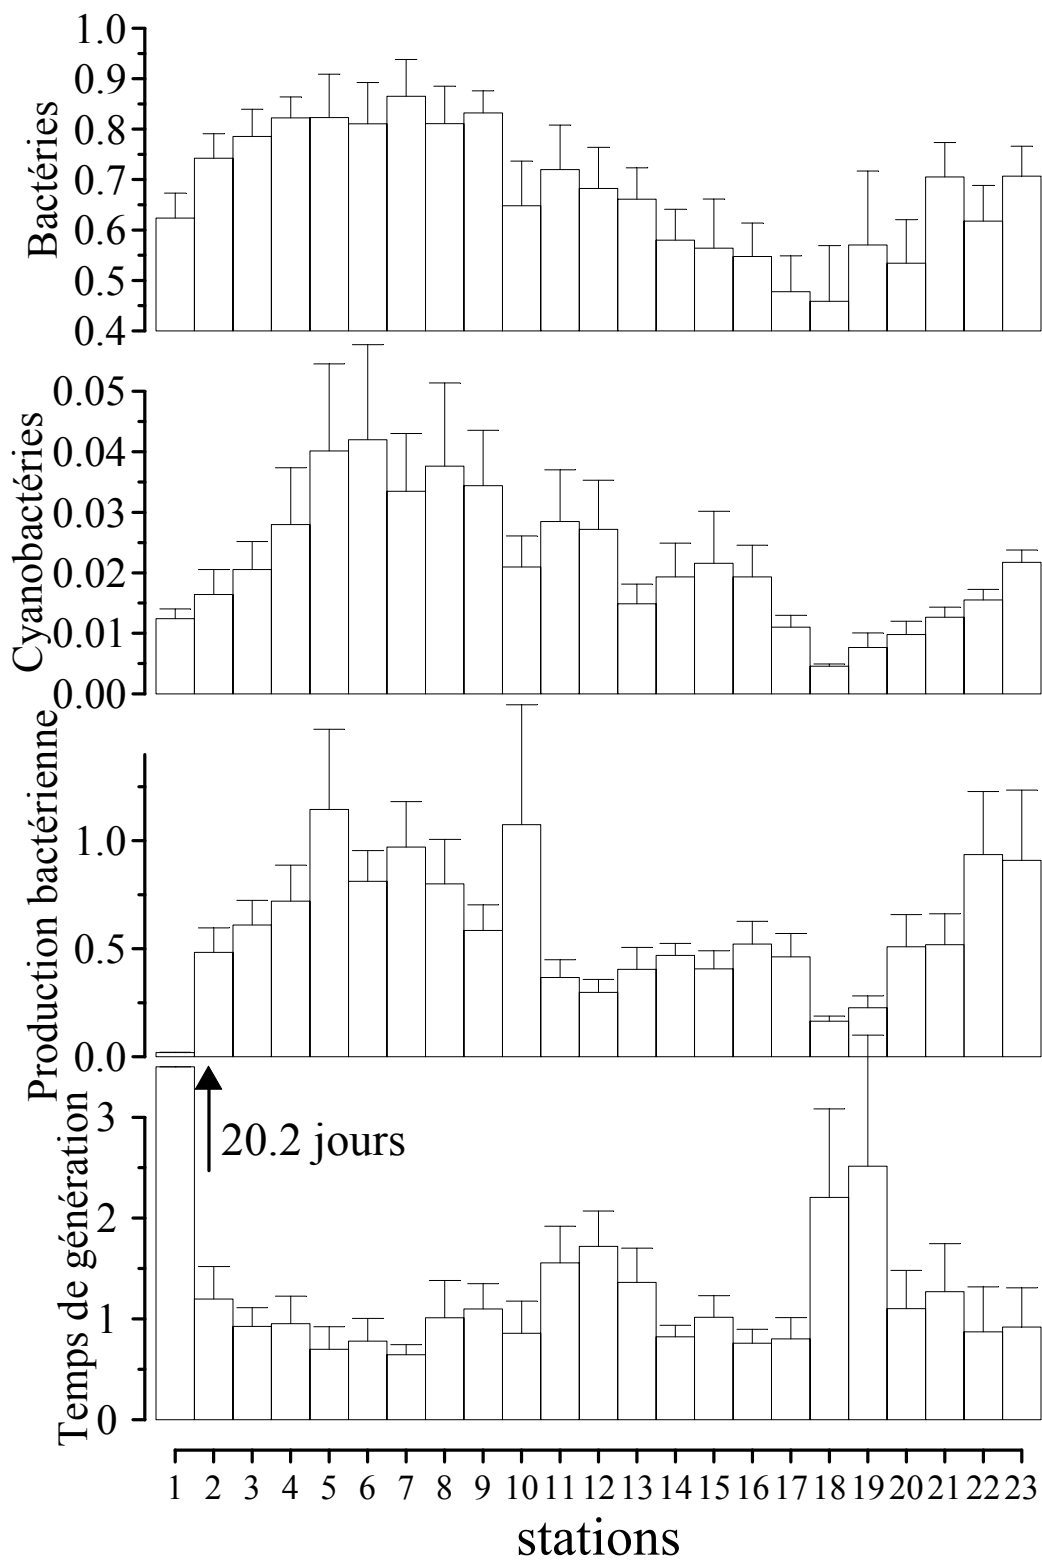 Bactéries
1.0
0.9
0.8
0.7
0.6
0.5
0.4
Cyanobactéries
0.05
0.04
0.03
0.02
0.01
0.00
Production bactérienne
1.0
0.5
0.0
Temps de génération
3
2
1
0
20.2 jours
1 2 3 4 5 6 7 8 9 10 11 12 13 14 15 16 17 18 19 20 21 22 23
stations